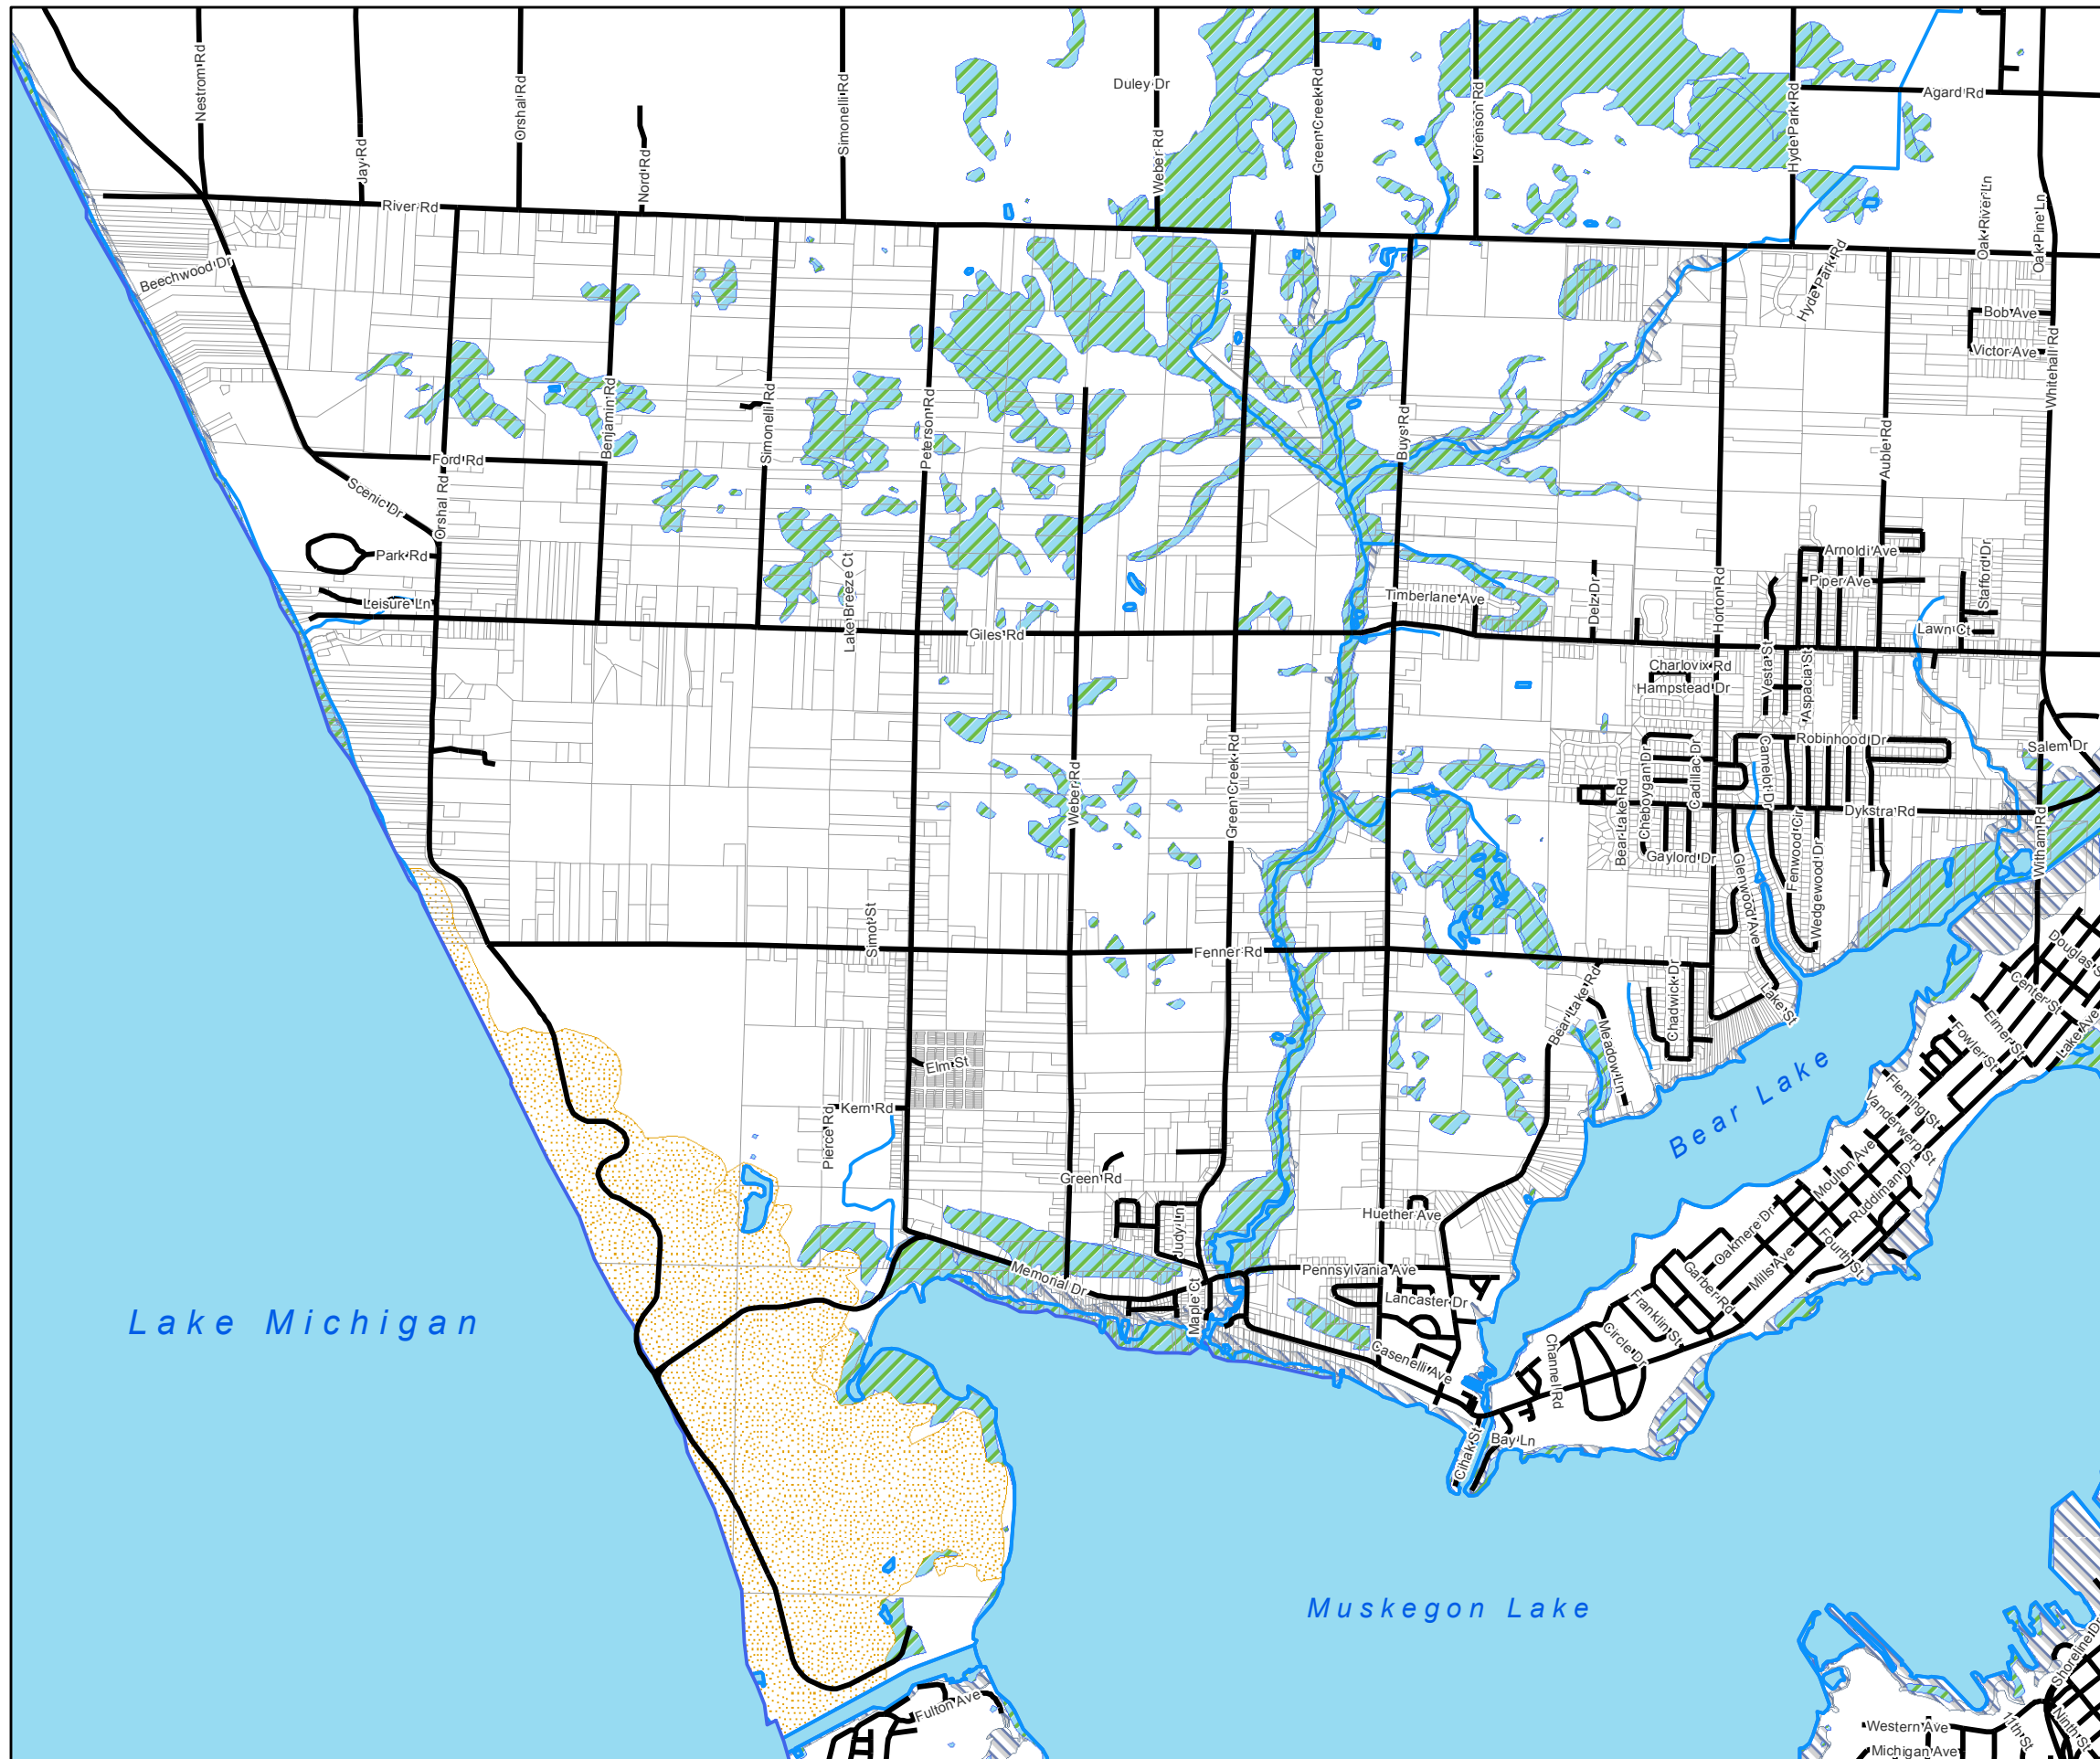 Nestrom Rd
Jay Rd
Orshal Rd
Nord Rd
Simonelli Rd
Duley Dr
Weber Rd
Green Creek Rd
Lorenson Rd
Hyde Park Rd
Agard Rd
Oak River Ln
Oak Pine Ln
River Rd
Beechwood Dr
Hyde Park Rd
Bob Ave
Victor Ave
Whitehall Rd
Benjamin Rd
Simonelli Rd
Peterson Rd
Buys Rd
Auble Rd
Ford Rd
Scenic Dr
Orshal Rd
Park Rd
Leisure Ln
Lake Breeze Ct
Giles Rd
Timberlane Ave
Delz Dr
Horton Rd
Arnoldi Ave
Piper Ave
Stafford Dr
Lawn Ct
Vesta St
Aspacia St
Charlovix Rd
Hampstead Dr
Robinhood Dr
Salem Dr
Weber Rd
Green Creek Rd
Bear Lake Rd
Cheboygan Dr
Cadillac Dr
Camelot Dr
Dykstra Rd
Witham Rd
Gaylord Dr
Glenwood Ave
Fenwood Cir
Wedgewood Dr
Simot St
Fenner Rd
Bear Lake Rd
Meadow Ln
Chadwick Dr
Lake St
Douglas
Center St
Elmer St
Fowler St
Lake Ave
Elm St
Kern Rd
Pierce Rd
Bear Lake
Fleming St
Vanderwerp St
Moulton Ave
Ruddiman Dr
Green Rd
Judy Ln
Huether Ave
Oakmere Dr
Fourth St
Mills Ave
Garber Rd
Franklin St
Circle Dr
Channel Rd
Memorial Dr
Maple Ct
Pennsylvania Ave
Lancaster Dr
Casenelli Ave
Cihak St
Bay Ln
Lake Michigan
Muskegon Lake
Fulton Ave
Shoreline Dr
Western Ave
11th St
Ninth St
Michigan Ave